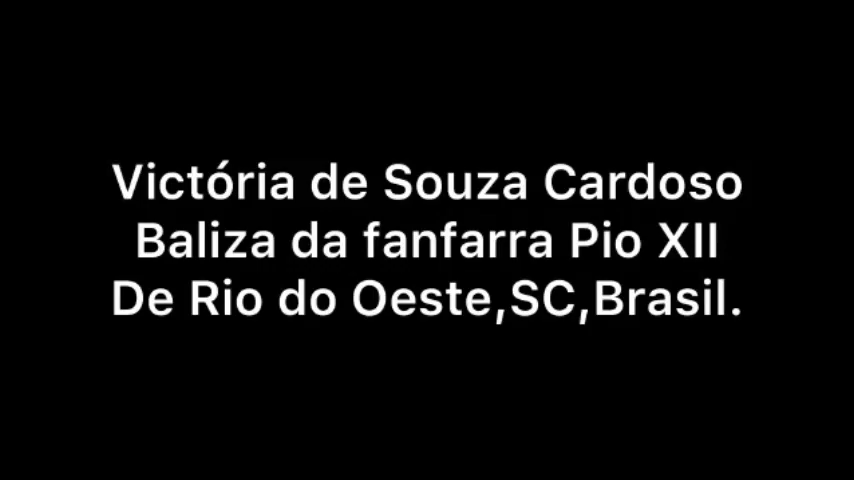 Victória de Souza Cardoso
Baliza da fanfarra Pio XII
De Rio do Oeste,SC,Brasil.